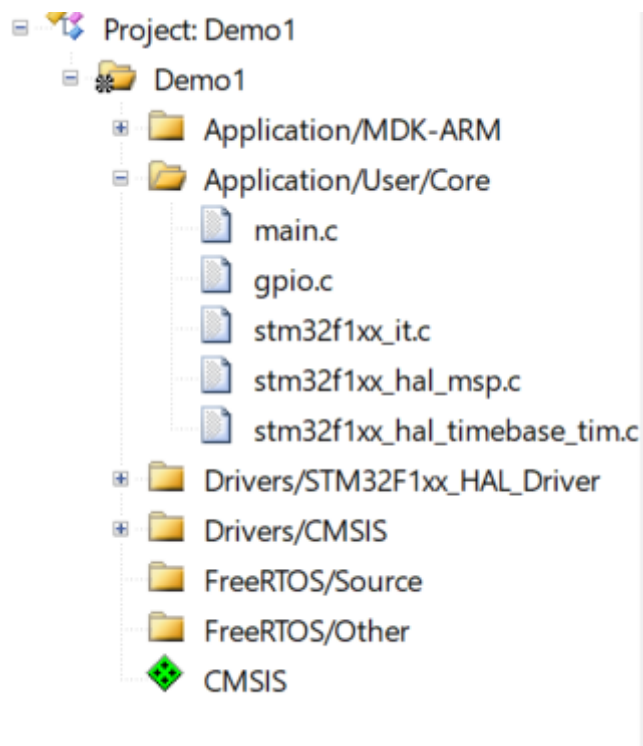 Project: Demo1
Demo1
Application/MDK-ARM
Application/User/Core
main.c
gpio.c
stm32f1xx_it.c
stm32f1xx_hal_msp.c
stm32f1xx_hal_timebase_tim.c
Drivers/STM32F1xx_HAL_Driver
Drivers/CMSIS
FreeRTOS/Source
FreeRTOS/Other
CMSIS